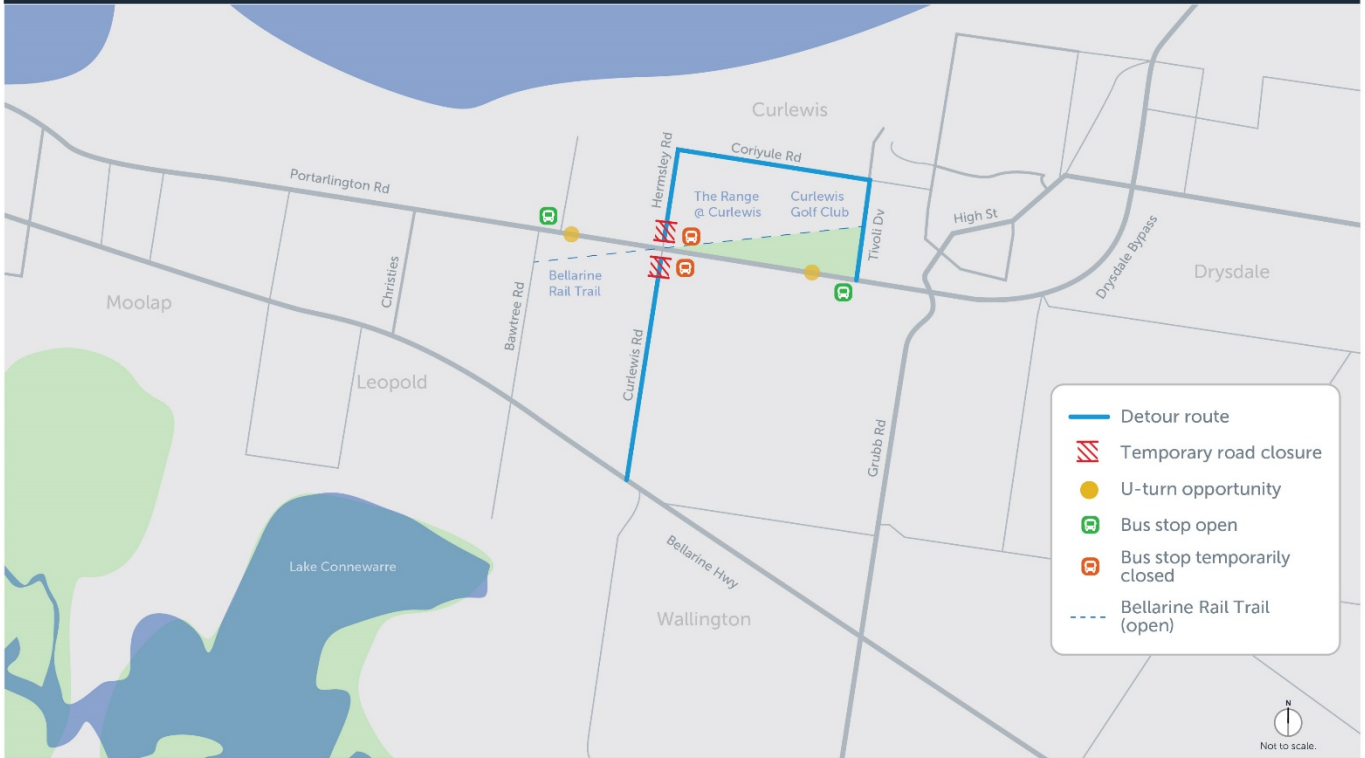 Curlewis
Hermsley Rd
Coriyule Rd
Portarlington Rd
The Range
@ Curlewis
Curlewis
Golf Club
High St
Tivoli Dv
Drysdale Bypass
Drysdale
Christies
Bellarine
Rail Trail
Moolap
Bawtree Rd
Curlewis Rd
Leopold
Grubb Rd
Detour route
Temporary road closure
U-turn opportunity
Bus stop open
Bus stop temporarily
closed
Bellarine Rail Trail
(open)
Lake Connewarre
Bellarine Hwy
Wallington
N
Not to scale.